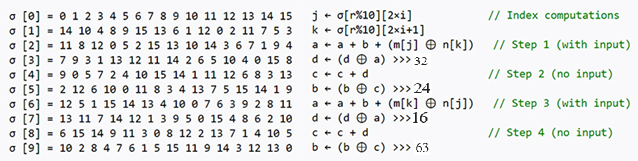 σ [0] = 0 1 2 3 4 5 6 7 8 9 10 11 12 13 14 15 j ← σ[r%10][2×i] // Index computations
σ [1] = 14 10 4 8 9 15 13 6 1 12 0 2 11 7 5 3 k ← σ[r%10][2×i+1]
σ [2] = 11 8 12 0 5 2 15 13 10 14 3 6 7 1 9 4 a ← a + b + (m[j] ⊕ n[k]) // Step 1 (with input)
σ [3] = 7 9 3 1 13 12 11 14 2 6 5 10 4 0 15 8 d ← (d ⊕ a) >>> 32
σ [4] = 9 0 5 7 2 4 10 15 14 1 11 12 6 8 3 13 c ← c + d // Step 2 (no input)
σ [5] = 2 12 6 10 0 11 8 3 4 13 7 5 15 14 1 9 b ← (b ⊕ c) >>> 24
σ [6] = 12 5 1 15 14 13 4 10 0 7 6 3 9 2 8 11 a ← a + b + (m[k] ⊕ n[j]) // Step 3 (with input)
σ [7] = 13 11 7 14 12 1 3 9 5 0 15 4 8 6 2 10 d ← (d ⊕ a) >>>16
σ [8] = 6 15 14 9 11 3 0 8 12 2 13 7 1 4 10 5 c ← c + d // Step 4 (no input)
σ [9] = 10 2 8 4 7 6 1 5 15 11 9 14 3 12 13 0 b ← (b ⊕ c) >>> 63